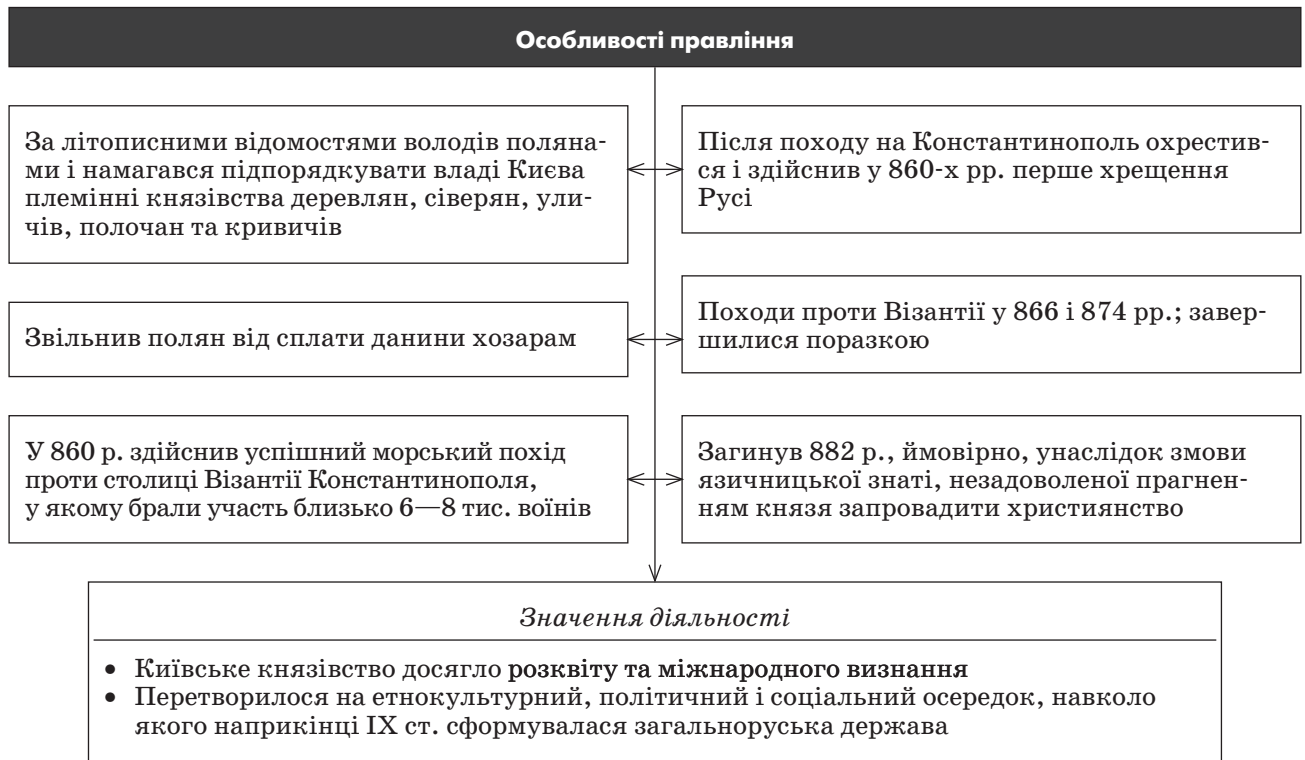 Особливості правління
За літописними відомостями володів поляна-
ми і намагався підпорядкувати владі Києва
племінні князівства деревлян, сіверян, ули-
чів, полочан та кривичів
Після походу на Константинополь охрестив-
ся і здійснив у 860-х рр. перше хрещення
Русі
Звільнив полян від сплати данини хозарам
Походи проти Візантії у 866 і 874 рр.; завер-
шилися поразкою
У 860 р. здійснив успішний морський похід
проти столиці Візантії Константинополя,
у якому брали участь близько 6—8 тис. воїнів
Загинув 882 р., ймовірно, унаслідок змови
язичницької знаті, незадоволеної прагнен-
ням князя запровадити християнство
Значення діяльності
• Київське князівство досягло розквіту та міжнародного визнання
• Перетворилося на етнокультурний, політичний і соціальний осередок, навколо
якого наприкінці IX ст. сформувалася загальноруська держава